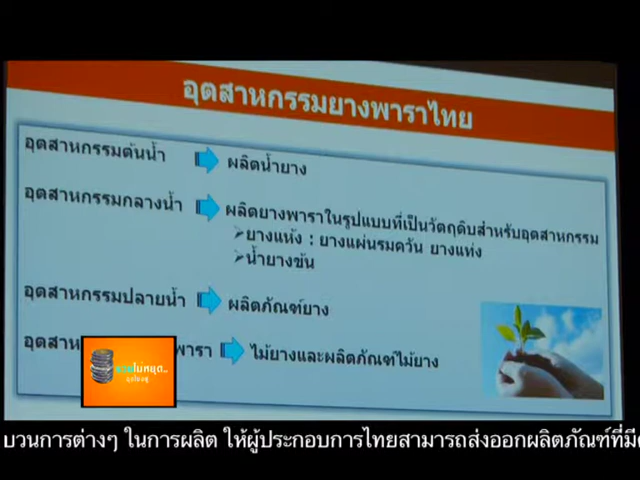 อุตสาหกรรมยางพาราไทย
อุตสาหกรรมต้นน้ำ ผลิตน้ำยาง
อุตสาหกรรมกลางน้ำ ผลิตยางพาราในรูปแบบที่เป็นวัตถุดิบสำหรับอุตสาหกรรม
ยางแห้ง : ยางแผ่นรมควัน ยางแท่ง
น้ำยางข้น
อุตสาหกรรมปลายน้ำ ผลิตภัณฑ์ยาง
อุตสาห พารา ไม้ยางและผลิตภัณฑ์ไม้ยาง
บวนการต่างๆ ในการผลิต ให้ผู้ประกอบการไทยสามารถส่งออกผลิตภัณฑ์ที่มี